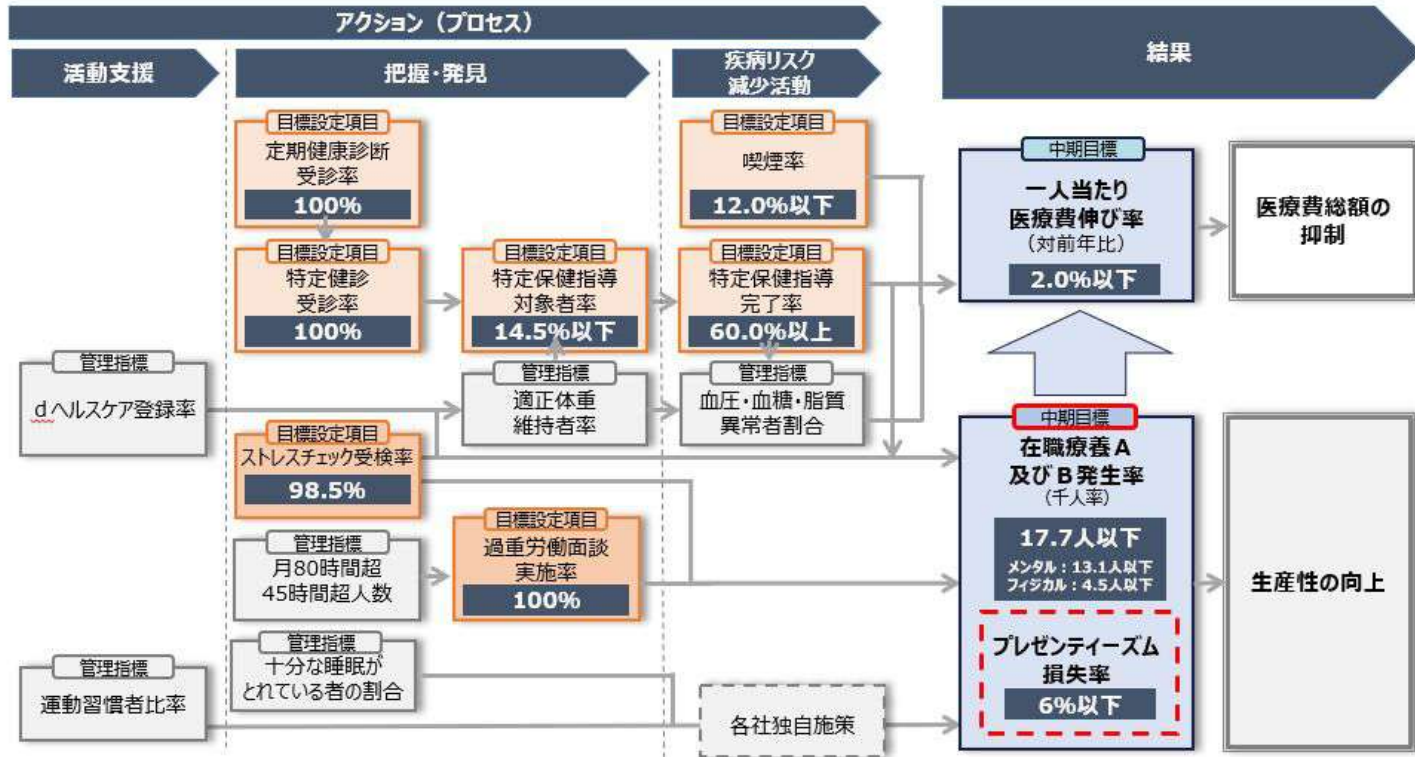 アクション（プロセス）
結果
活動支援
把握・発見
疾病リスク
減少活動
目標設定項目
定期健康診断
受診率
100%
目標設定項目
喫煙率
12.0%以下
中期目標
一人当たり
医療費伸び率
（対前年比）
2.0%以下
医療費総額の
抑制
目標設定項目
特定健診
受診率
100%
目標設定項目
特定保健指導
対象者率
14.5%以下
目標設定項目
特定保健指導
完了率
60.0%以上
管理指標
dヘルスケア登録率
管理指標
適正体重
維持者率
管理指標
血圧・血糖・脂質
異常者割合
目標設定項目
ストレスチェック受検率
98.5%
中期目標
在職療養A
及びB発生率
（千人率）
17.7人以下
メンタル：13.1人以下
フィジカル：4.5人以下
生産性の向上
管理指標
月80時間超
45時間超人数
目標設定項目
過重労働面談
実施率
100%
管理指標
十分な睡眠が
とれている者の割合
管理指標
運動習慣者比率
各社独自施策
プレゼンティーズム
損失率
6%以下